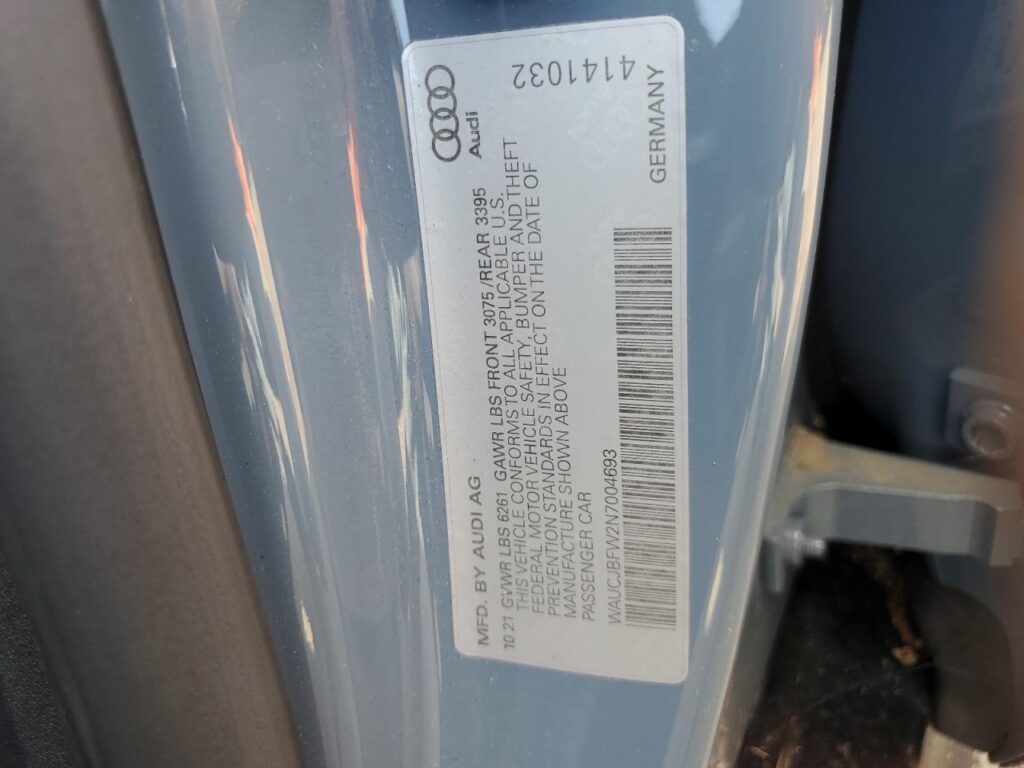 Audi
MFD. BY AUDI AG
10 21 GVWR LBS 6261 GAWR LBS FRONT 3075 /REAR 3395
THIS VEHICLE CONFORMS TO ALL APPLICABLE U.S.
FEDERAL MOTOR VEHICLE SAFETY, BUMPER AND THEFT
PREVENTION STANDARDS IN EFFECT ON THE DATE OF
MANUFACTURE SHOWN ABOVE
PASSENGER CAR
WAUCJBFW2N7004693
GERMANY
4141032